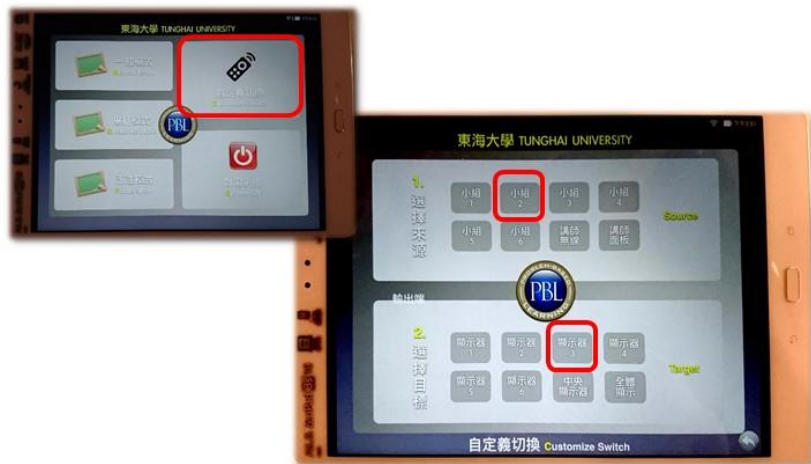 東海大學 TUNGHAI UNIVERSITY
PBL
東海大學 TUNGHAI UNIVERSITY
1.
選擇來源
小組
1
小組
2
小組
3
小組
4
Source
小組
5
小組
6
講師
無線
講師
面板
PROBLEM-BASED
PBL
LEARNING
輸出端
2.
選擇目標
顯示器
1
顯示器
2
顯示器
3
顯示器
4
Target
顯示器
5
顯示器
6
中央
顯示器
全體
顯示
自定義切換 Customize Switch